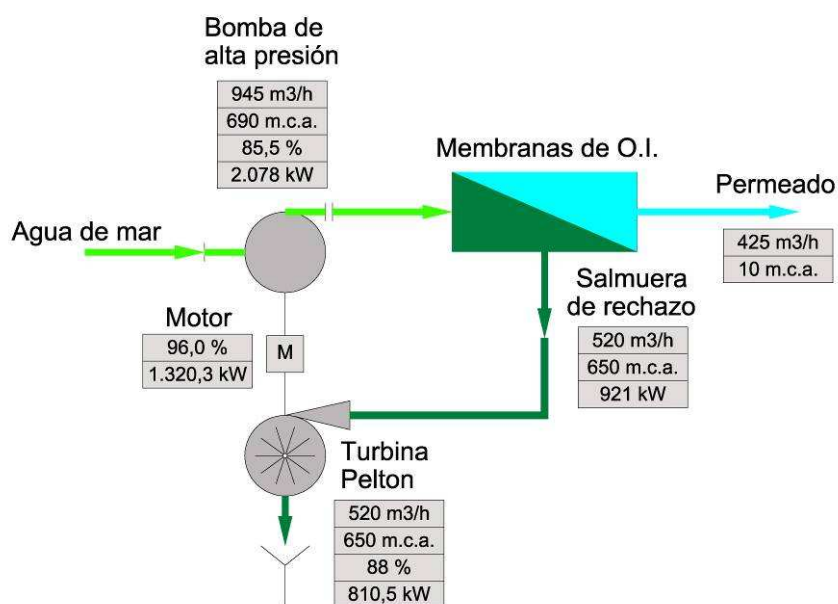 Bomba de
alta presión
945 m3/h
690 m.c.a.
85,5 %
2.078 kW
Membranas de O.I.
Permeado
425 m3/h
10 m.c.a.
Agua de mar
Motor
96,0 %
1.320,3 kW
M
Salmuera
de rechazo
520 m3/h
650 m.c.a.
921 kW
Turbina
Pelton
520 m3/h
650 m.c.a.
88 %
810,5 kW